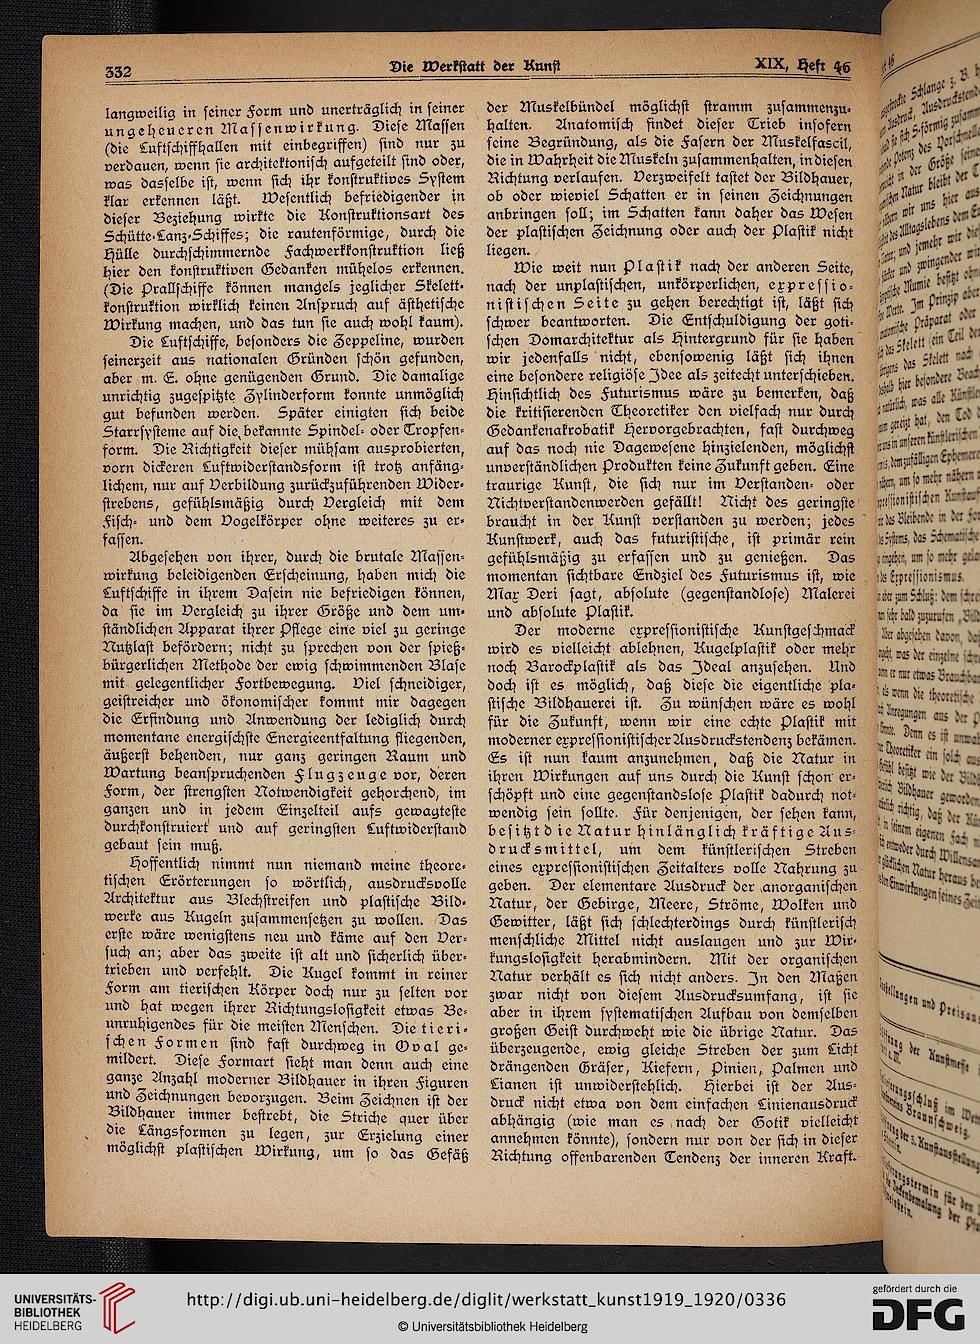 332
Die Werkstatt der Kunst
XIX, Heft 46
langweilig in seiner Form und unerträglich in seiner
ungeheueren Massenwirkung. Diese Massen
(die Luftschiffhallen mit einbegriffen) sind nur zu
verdauen, wenn sie architektonisch aufgeteilt sind oder,
was dasselbe ist, wenn sich ihr konstruktives System
klar erkennen läßt. Wesentlich befriedigender in
dieser Beziehung wirkte die Konstruktionsart des
Schütte-Lanz-Schiffes; die rautenförmige, durch die
Hülle durchschimmernde Fachwerkkonstruktion ließ
hier den konstruktiven Gedanken mühelos erkennen.
(Die Prallschiffe können mangels jeglicher Skelett-
konstruktion wirklich keinen Anspruch auf ästhetische
Wirkung machen, und das tun sie auch wohl kaum).
Die Luftschiffe, besonders die Zeppeline, wurden
seinerzeit aus nationalen Gründen schön gefunden,
aber m. E. ohne genügenden Grund. Die damalige
unrichtig zugespitzte Zylinderform konnte unmöglich
gut befunden werden. Später einigten sich beide
Starrsysteme auf die bekannte Spindel- oder Tropfen-
form. Die Richtigkeit dieser mühsam ausprobierten,
vorn dickeren Luftwiderstandsform ist trotz anfäng-
lichem, nur auf Verbildung zurückzuführenden Wider-
strebens, gefühlsmäßig durch Vergleich mit dem
Fisch- und dem Vogelkörper ohne weiteres zu er-
fassen.
Abgesehen von ihrer, durch die brutale Massen-
wirkung beleidigenden Erscheinung, haben mich die
Luftschiffe in ihrem Dasein nie befriedigen können,
da sie im Vergleich zu ihrer Größe und dem um-
ständlichen Apparat ihrer Pflege eine viel zu geringe
Nutzlast befördern; nicht zu sprechen von der spieß-
bürgerlichen Methode der ewig schwimmenden Blase
mit gelegentlicher Fortbewegung. Viel schneidiger,
geistreicher und ökonomischer kommt mir dagegen
die Erfindung und Anwendung der lediglich durch
momentane energischste Energieentfaltung fliegenden,
äußerst behenden, nur ganz geringen Raum und
Wartung beanspruchenden Flugzeuge vor, deren
Form, der strengsten Notwendigkeit gehorchend, im
ganzen und in jedem Einzelteil aufs gewagteste
durchkonstruiert und auf geringsten Luftwiderstand
gebaut sein muß.
Hoffentlich nimmt nun niemand meine theore-
tischen Erörterungen so wörtlich, ausdrucksvolle
Architektur aus Blechstreifen und plastische Bild-
werke aus Kugeln zusammensetzen zu wollen. Das
erste wäre wenigstens neu und käme auf den Ver-
such an; aber das zweite ist alt und sicherlich über-
trieben und verfehlt. Die Kugel kommt in reiner
Form am tierischen Körper doch nur zu selten vor
und hat wegen ihrer Richtungslosigkeit etwas Be-
unruhigendes für die meisten Menschen. Die tieri-
schen Formen sind fast durchweg in Oval ge-
mildert. Diese Formart sieht man denn auch eine
ganze Anzahl moderner Bildhauer in ihren Figuren
und Zeichnungen bevorzugen. Beim Zeichnen ist der
Bildhauer immer bestrebt, die Striche quer über
die Längsformen zu legen, zur Erzielung einer
möglichst plastischen Wirkung, um so das Gefäß
der Muskelbündel möglichst stramm zusammenzu-
halten. Anatomisch findet dieser Trieb insofern
seine Begründung, als die Fasern der Muskelfascil,
die in Wahrheit die Muskeln zusammenhalten, in diesen
Richtung verlaufen. Verzweifelt tastet der Bildhauer,
ob oder wieviel Schatten er in seinen Zeichnungen
anbringen soll; im Schatten kann daher das Wesen
der plastischen Zeichnung oder auch der Plastik nicht
liegen.
Wie weit nun Plastik nach der anderen Seite,
nach der unplastischen, unkörperlichen, expressio-
nistischen Seite zu gehen berechtigt ist, läßt sich
schwer beantworten. Die Entschuldigung der goti-
schen Domarchitektur als Hintergrund für sie haben
wir jedenfalls nicht, ebensowenig läßt sich ihnen
eine besondere religiöse Idee als zeitecht unterschieben.
Hinsichtlich des Futurismus wäre zu bemerken, daß
die kritisierenden Theoretiker den vielfach nur durch
Gedankenakrobatik Hervorgebrachten, fast durchweg
auf das noch nie Dagewesene hinzielenden, möglichst
unverständlichen Produkten keine Zukunft geben. Eine
traurige Kunst, die sich nur im Verstanden- oder
Nichtverstandenwerden gefällt! Nicht des geringste
braucht in der Kunst verstanden zu werden; jedes
Kunstwerk, auch das futuristische, ist primär rein
gefühlsmäßig zu erfassen und zu genießen. Das
momentan sichtbare Endziel des Futurismus ist, wie
Max Deri sagt, absolute (gegenstandlose) Malerei
und absolute Plastik.
Der moderne expressionistische Kunstgeschmack
wird es vielleicht ablehnen, Kugelplastik oder mehr
noch Barockplastik als das Ideal anzusehen. Und
doch ist es möglich, daß diese die eigentliche pla-
stische Bildhauerei ist. Zu wünschen wäre es wohl
für die Zukunft, wenn wir eine echte Plastik mit
moderner expressionistischer Ausdruckstendenz bekämen.
Es ist nun kaum anzunehmen, daß die Natur in
ihren Wirkungen auf uns durch die Kunst schon er-
schöpft und eine gegenstandslose Plastik dadurch not-
wendig sein sollte. Für denjenigen, der sehen kann,
besitzt die Natur hinlänglich kräftige Aus-
drucksmittel, um dem künstlerischen Streben
eines expressionistischen Zeitalters volle Nahrung zu
geben. Der elementare Ausdruck der anorganischen
Natur, der Gebirge, Meere, Ströme, Wolken und
Gewitter, läßt sich schlechterdings durch künstlerisch
menschliche Mittel nicht auslaugen und zur Wir-
kungslosigkeit herabmindern. Mit der organischen
Natur verhält es sich nicht anders. In den Maßen
zwar nicht von diesem Ausdrucksumfang, ist sie
aber in ihrem systematischen Aufbau von demselben
großen Geist durchweht wie die übrige Natur. Das
überzeugende, ewig gleiche Streben der zum Licht
drängenden Gräser, Kiefern, Pinien, Palmen und
Lianen ist unwiderstehlich. Hierbei ist der Aus-
druck nicht etwa von dem einfachen Linienausdruck
abhängig (wie man es nach der Gotik vielleicht
annehmen könnte), sondern nur von der sich in dieser
Richtung offenbarenden Tendenz der inneren Kraft.
UNIVERSITÄTS-
BIBLIOTHEK
HEIDELBERG
http://digi.ub.uni-heidelberg.de/diglit/werkstatt_kunst1919_1920/0336
© Universitätsbibliothek Heidelberg
gefördert durch die
DFG